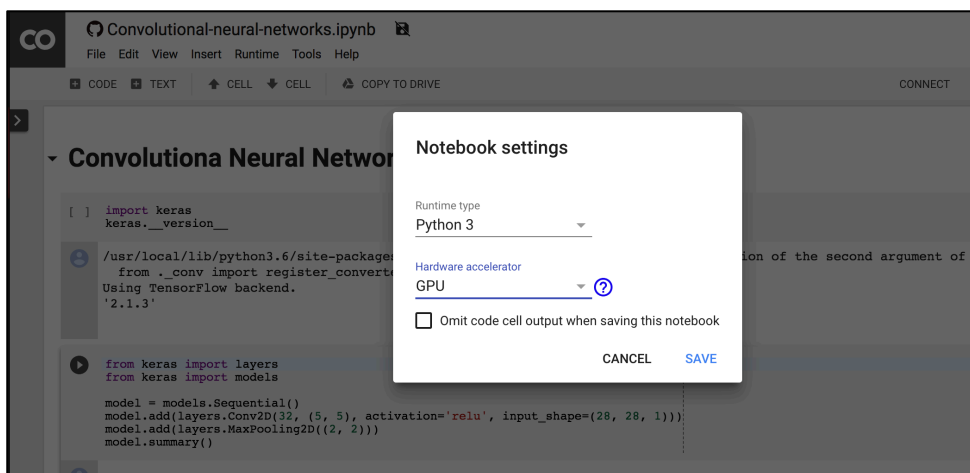 CO
Convolutional-neural-networks.ipynb
File Edit View Insert Runtime Tools Help
CODE TEXT CELL CELL COPY TO DRIVE CONNECT
Convolutiona Neural Networ
Notebook settings
Runtime type
Python 3
Hardware accelerator
GPU
?
Omit code cell output when saving this notebook
CANCEL SAVE
[ ] import keras
keras.__version__
/usr/local/lib/python3.6/site-package ion of the second argument of
from ._conv import register_converte
Using TensorFlow backend.
'2.1.3'
from keras import layers
from keras import models
model = models.Sequential()
model.add(layers.Conv2D(32, (5, 5), activation='relu', input_shape=(28, 28, 1)))
model.add(layers.MaxPooling2D((2, 2)))
model.summary()